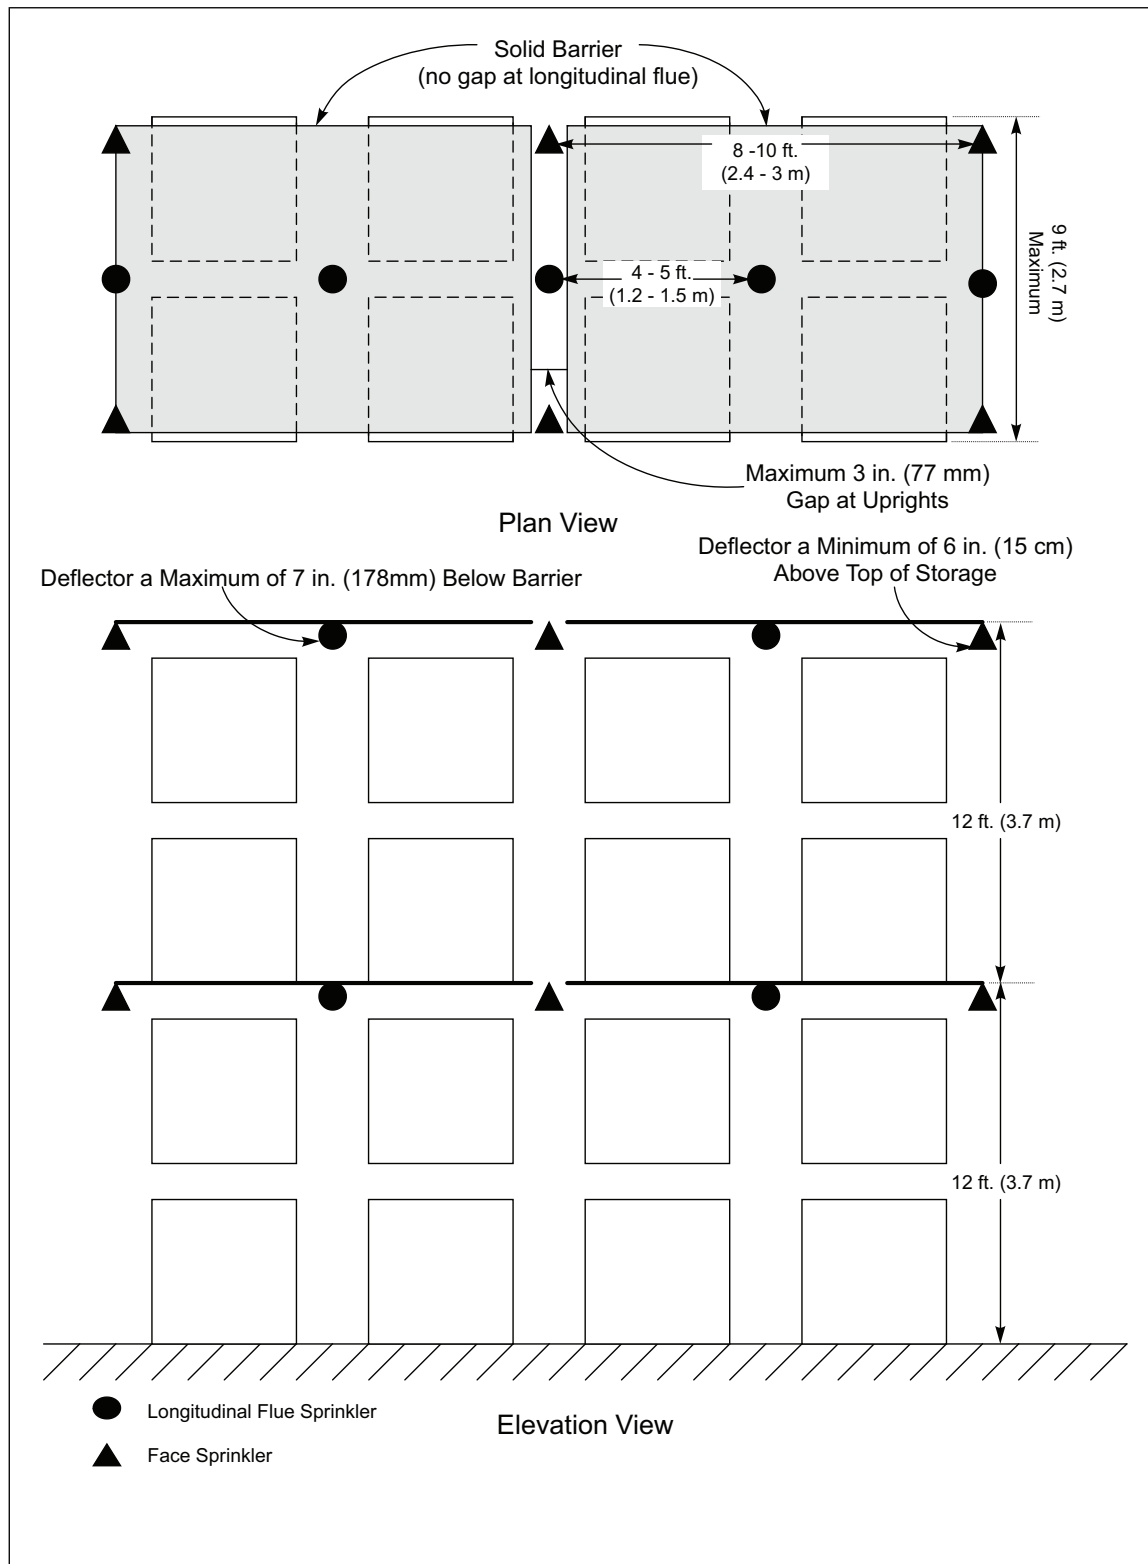 Solid Barrier
(no gap at longitudinal flue)
8 -10 ft.
(2.4 - 3 m)
9 ft. (2.7 m)
Maximum
4 - 5 ft.
(1.2 - 1.5 m)
Maximum 3 in. (77 mm)
Gap at Uprights
Plan View
Deflector a Minimum of 6 in. (15 cm)
Above Top of Storage
Deflector a Maximum of 7 in. (178mm) Below Barrier
12 ft. (3.7 m)
12 ft. (3.7 m)
Longitudinal Flue Sprinkler
Elevation View
Face Sprinkler